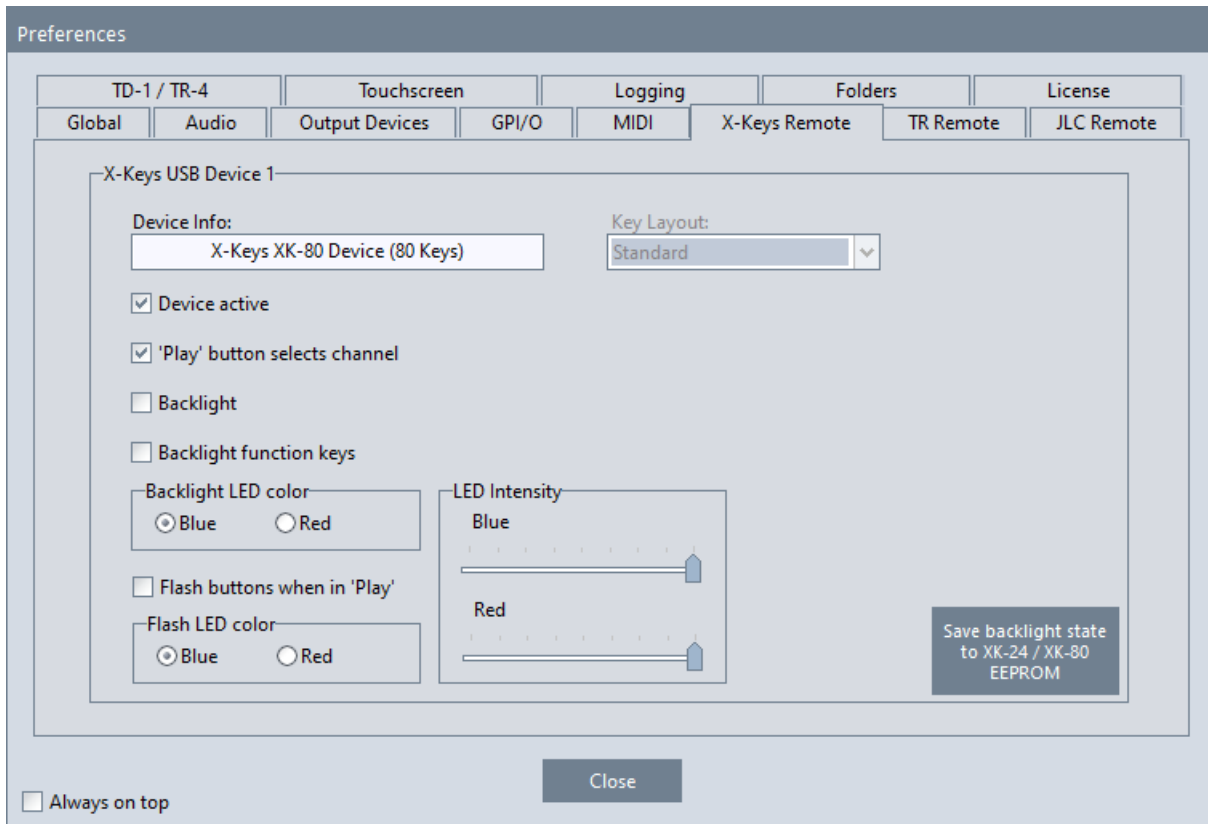 Preferences
TD-1 / TR-4
Touchscreen
Logging
Folders
License
Global
Audio
Output Devices
GPI/O
MIDI
X-Keys Remote
TR Remote
JLC Remote
X-Keys USB Device 1
Device Info:
Key Layout:
X-Keys XK-80 Device (80 Keys)
Standard
Device active
'Play' button selects channel
Backlight
Backlight function keys
Backlight LED color
Blue
Red
LED Intensity
Blue
Flash buttons when in 'Play'
Red
Flash LED color
Blue
Red
Save backlight state
to XK-24 / XK-80
EEPROM
Close
Always on top